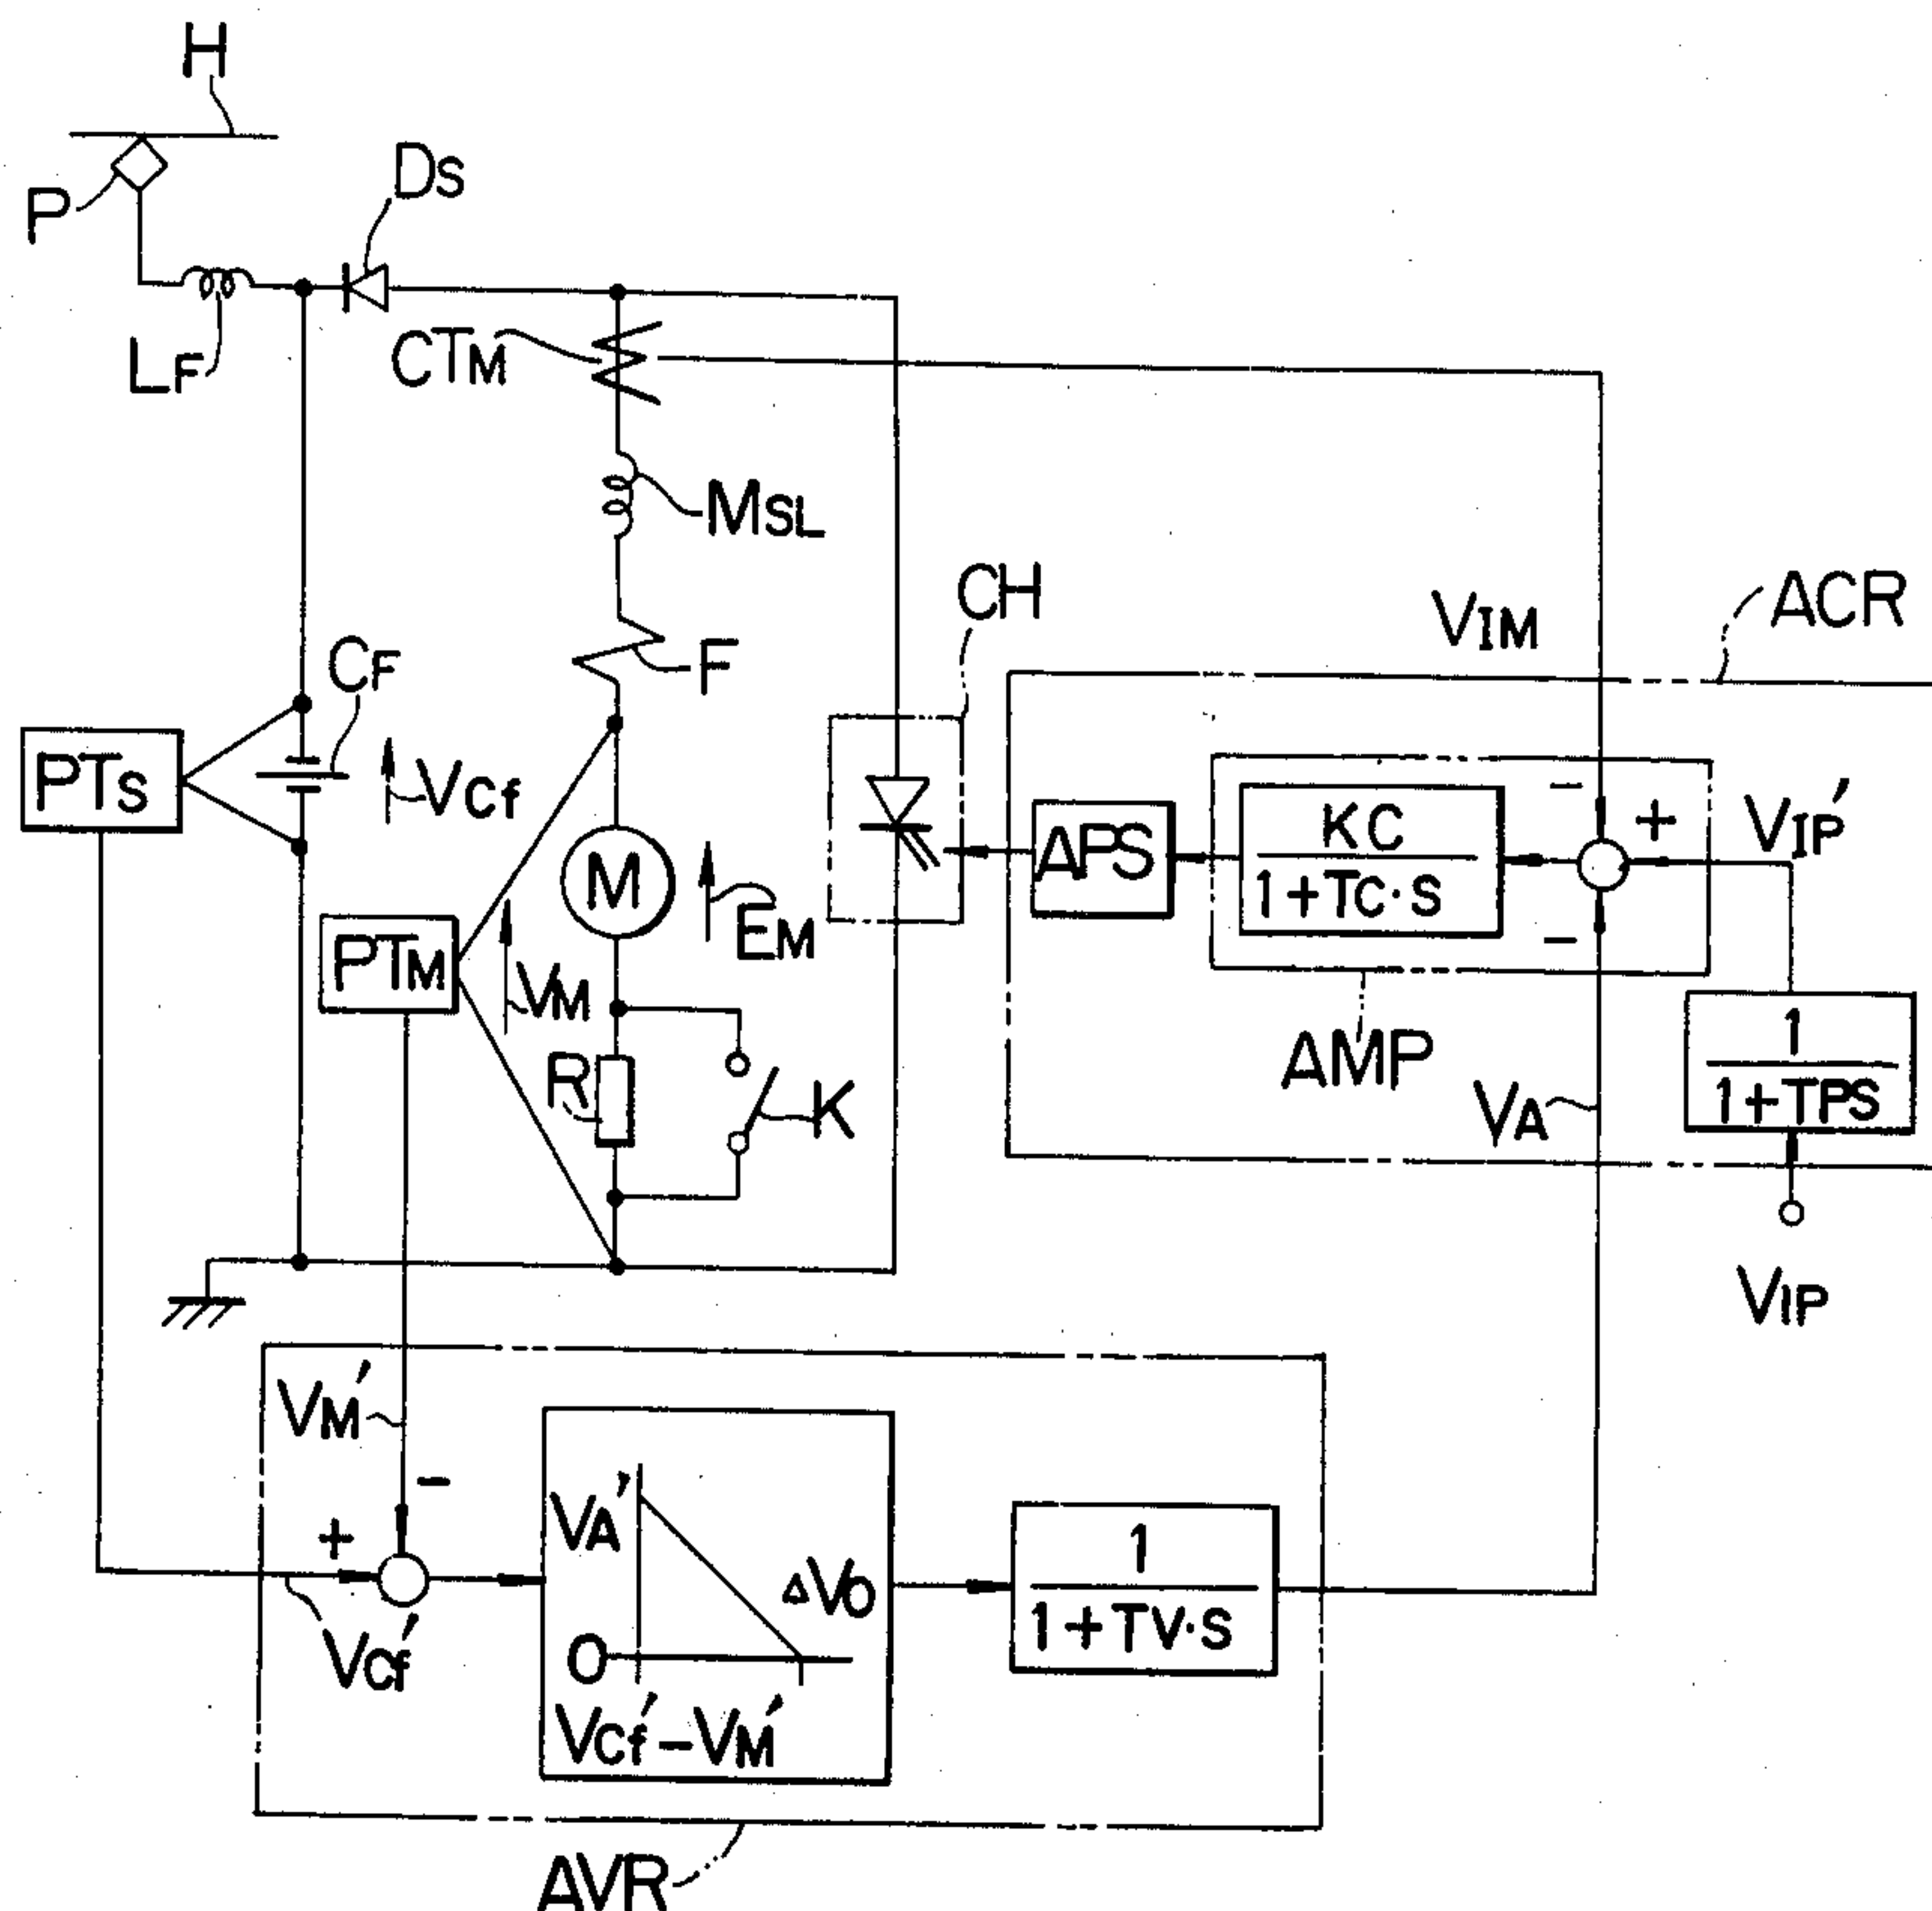 H
P
Ds
LF
CTM
MSL
CH
ACR
VIM
F
CF
PTS
VCf
M
EM
PTM
VM
R
K
APS
KC
1+TC·S
−
+
−
VIP'
AMP
VA
1
1+TPS
VIP
VM'
−
+
VCf'
VA'
ΔVO
O
VCf'−VM'
1
1+TV·S
AVR